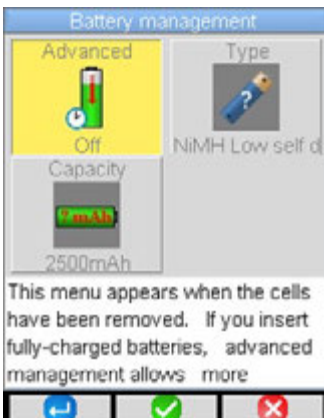 Battery management
Advanced
Type
?
Off
NiMH Low self d
Capacity
? mAh
2500mAh
This menu appears when the cells
have been removed. If you insert
fully-charged batteries, advanced
management allows more